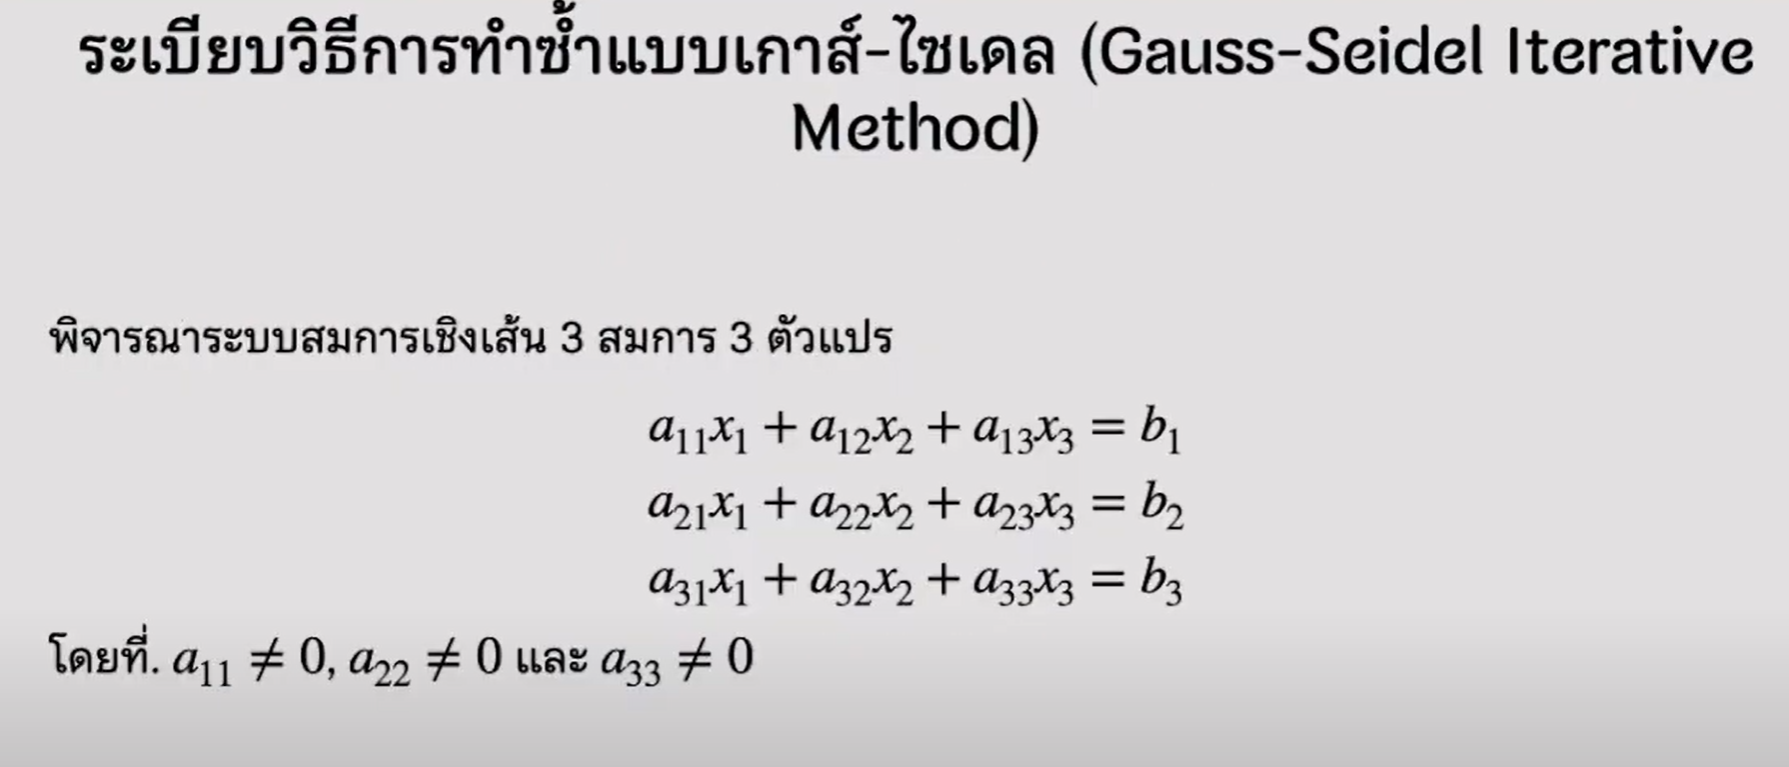 ระเบียบวิธีการทำซ้ำแบบเกาส์-ไซเดล (Gauss-Seidel Iterative
Method)
พิจารณาระบบสมการเชิงเส้น 3 สมการ 3 ตัวแปร
a₁₁x₁ + a₁₂x₂ + a₁₃x₃ = b₁
a₂₁x₁ + a₂₂x₂ + a₂₃x₃ = b₂
a₃₁x₁ + a₃₂x₂ + a₃₃x₃ = b₃
โดยที่. a₁₁ ≠ 0, a₂₂ ≠ 0 และ a₃₃ ≠ 0